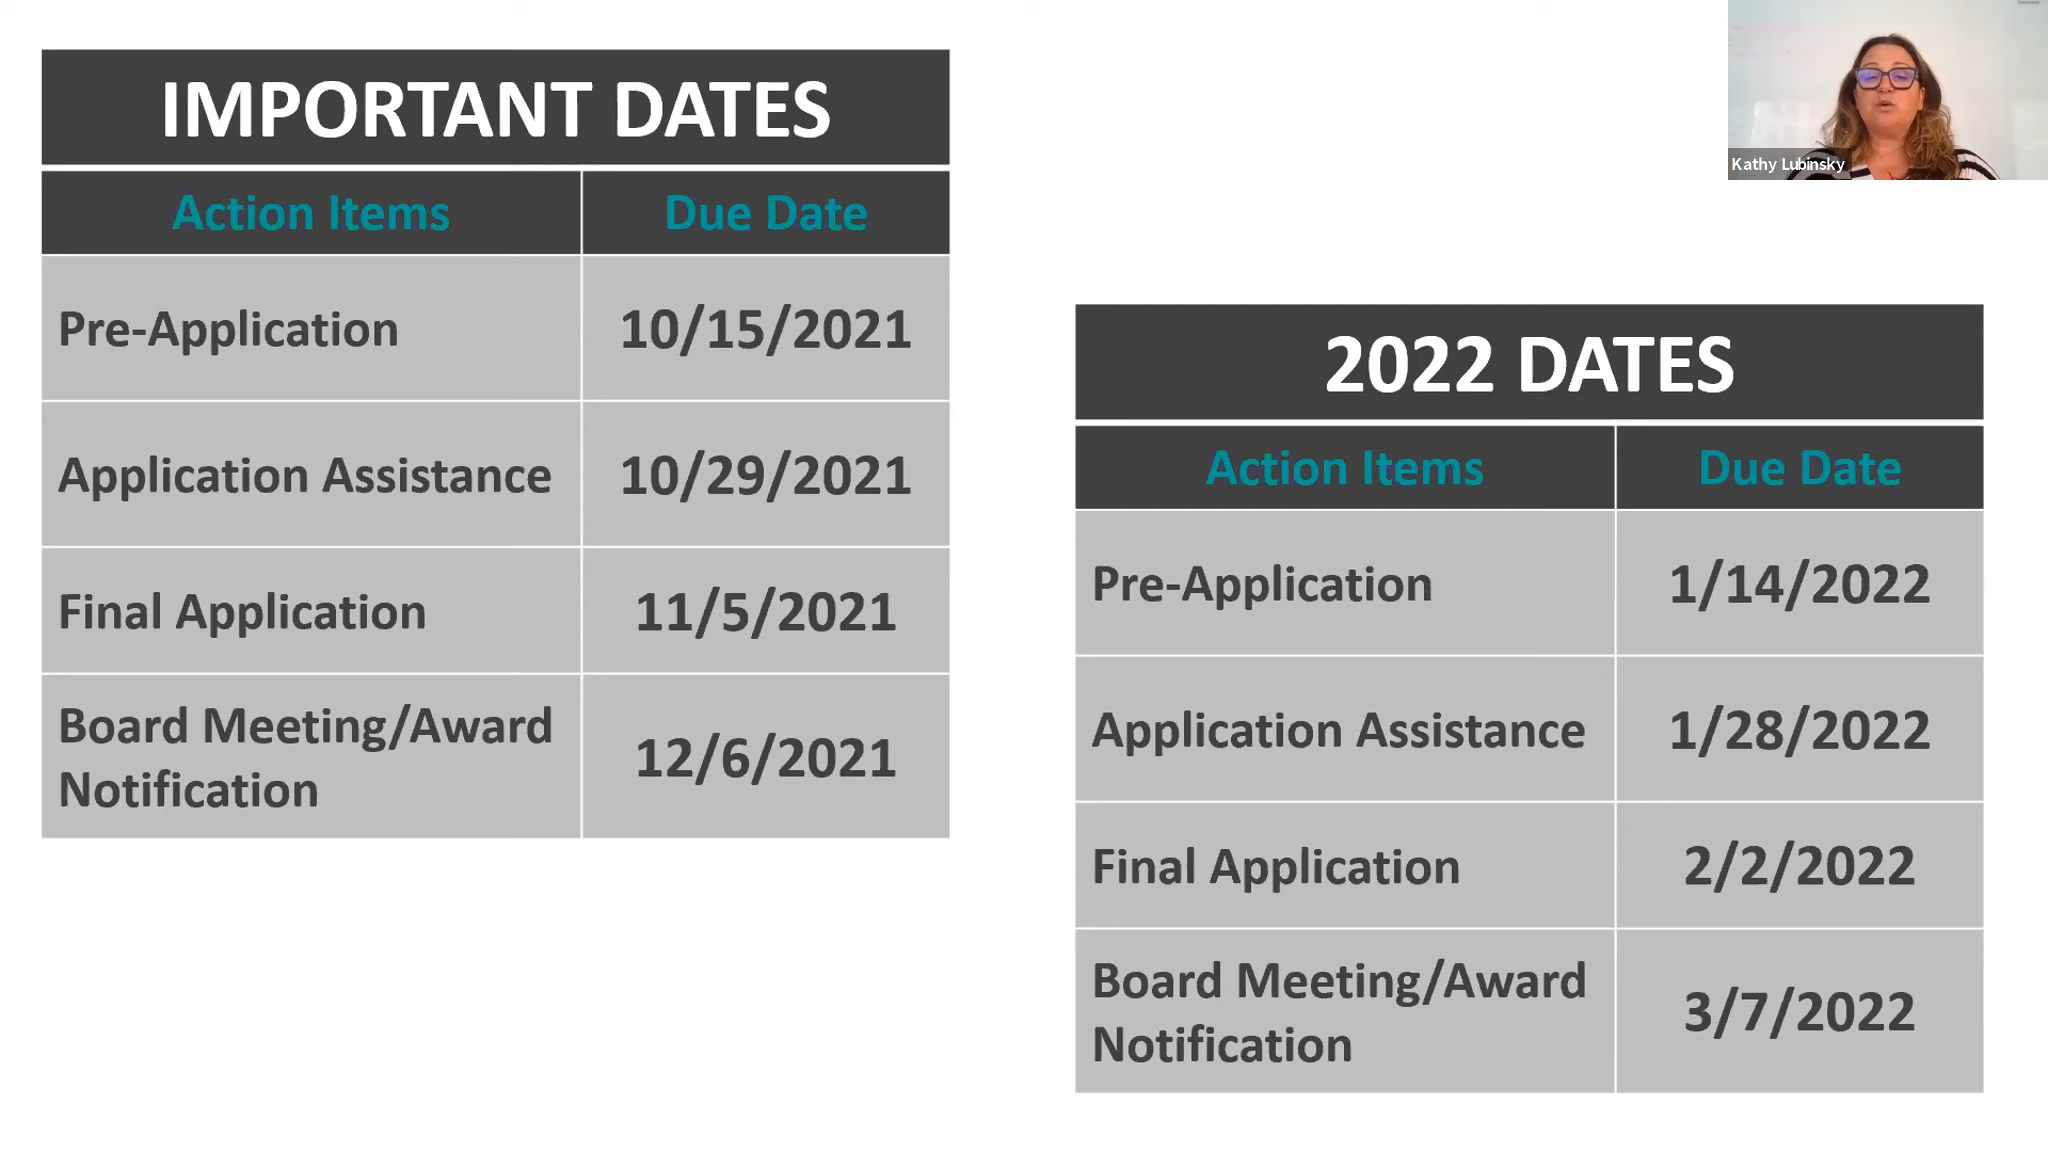 IMPORTANT DATES
Action Items Due Date
Pre-Application 10/15/2021
Application Assistance 10/29/2021
Final Application 11/5/2021
Board Meeting/Award
Notification 12/6/2021
Kathy Lubinsky
2022 DATES
Action Items Due Date
Pre-Application 1/14/2022
Application Assistance 1/28/2022
Final Application 2/2/2022
Board Meeting/Award
Notification 3/7/2022